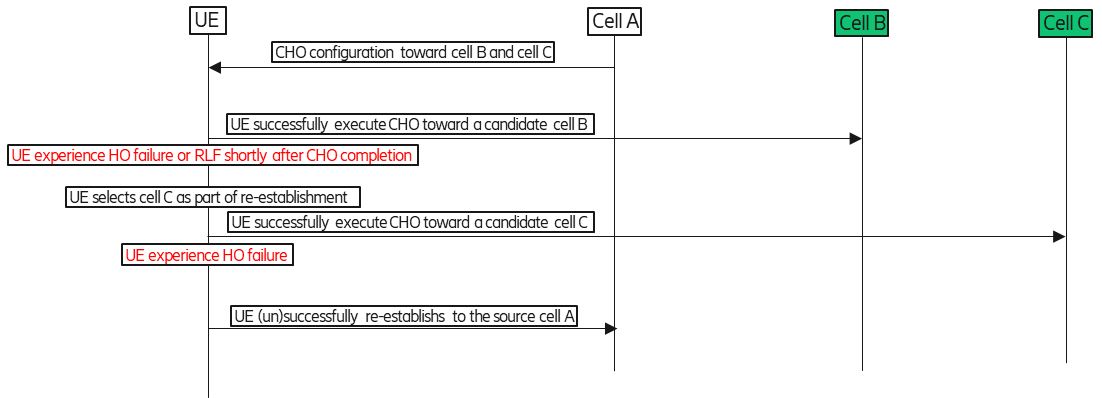 UE
Cell A
Cell B
Cell C
CHO configuration toward cell B and cell C
UE successfully execute CHO toward a candidate cell B
UE experience HO failure or RLF shortly after CHO completion
UE selects cell C as part of re-establishment
UE successfully execute CHO toward a candidate cell C
UE experience HO failure
UE (un)successfully re-establishs to the source cell A